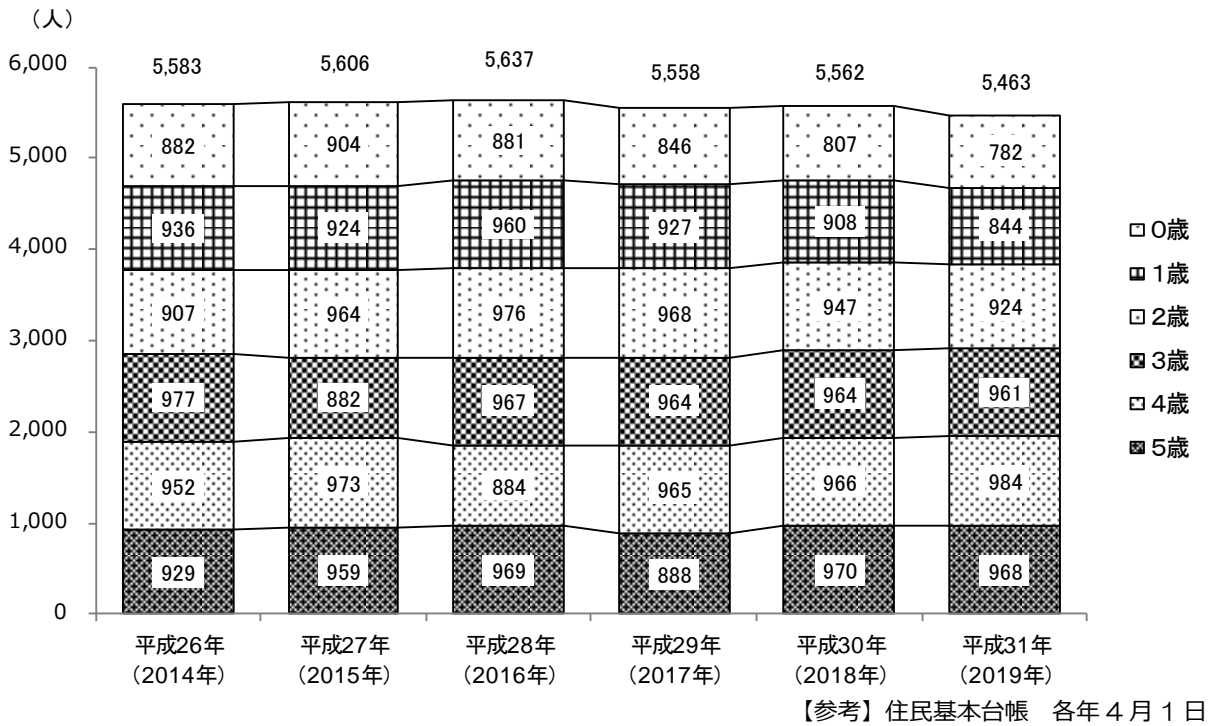 （人）
6,000
5,000
4,000
3,000
2,000
1,000
0
5,583 5,606 5,637 5,558 5,562 5,463
882 904 881 846 807 782
936 924 960 927 908 844
907 964 976 968 947 924
977 882 967 964 964 961
952 973 884 965 966 984
929 959 969 888 970 968
平成26年 平成27年 平成28年 平成29年 平成30年 平成31年
（2014年） （2015年） （2016年） （2017年） （2018年） （2019年）
0歳
1歳
2歳
3歳
4歳
5歳
【参考】住民基本台帳　各年４月１日